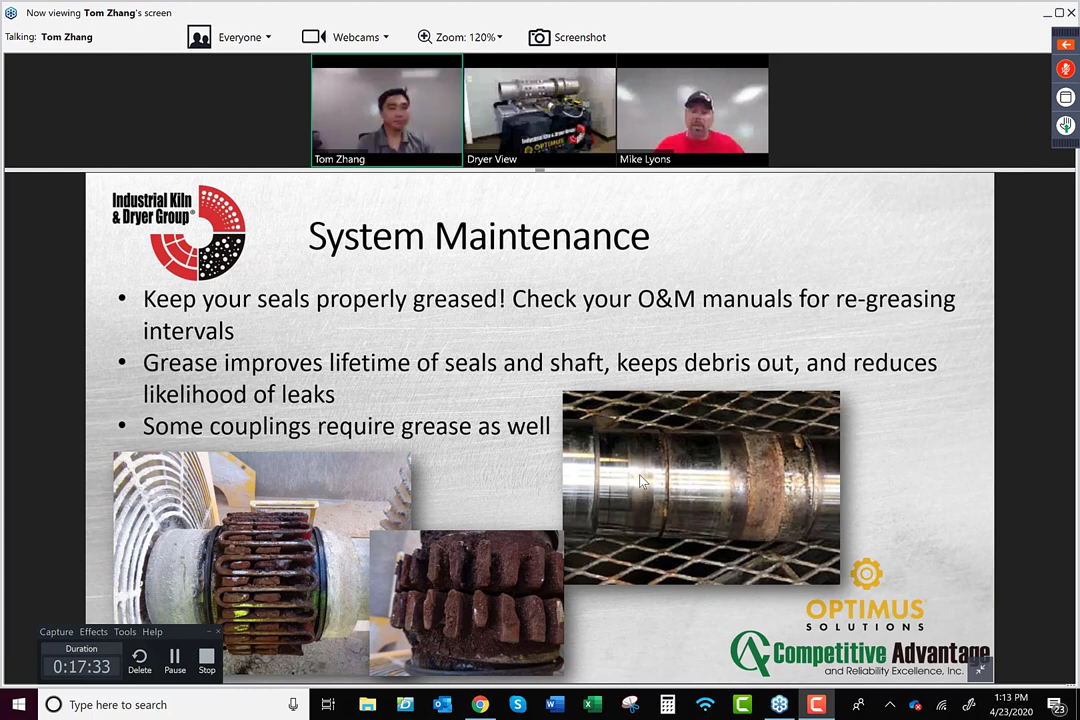 Now viewing Tom Zhang's screen
Talking: Tom Zhang
Everyone
Webcams
Zoom: 120%
Screenshot
OPTIMUS
Tom Zhang
Dryer View
Mike Lyons
Industrial Kiln
& Dryer Group®
System Maintenance
• Keep your seals properly greased! Check your O&M manuals for re-greasing
intervals
• Grease improves lifetime of seals and shaft, keeps debris out, and reduces
likelihood of leaks
• Some couplings require grease as well
OPTIMUS
SOLUTIONS
Competitive Advantage
and Reliability Excellence, Inc.
Capture Effects Tools Help
Duration
0:17:33
Delete
Pause
Stop
Type here to search
1:13 PM
4/23/2020
23